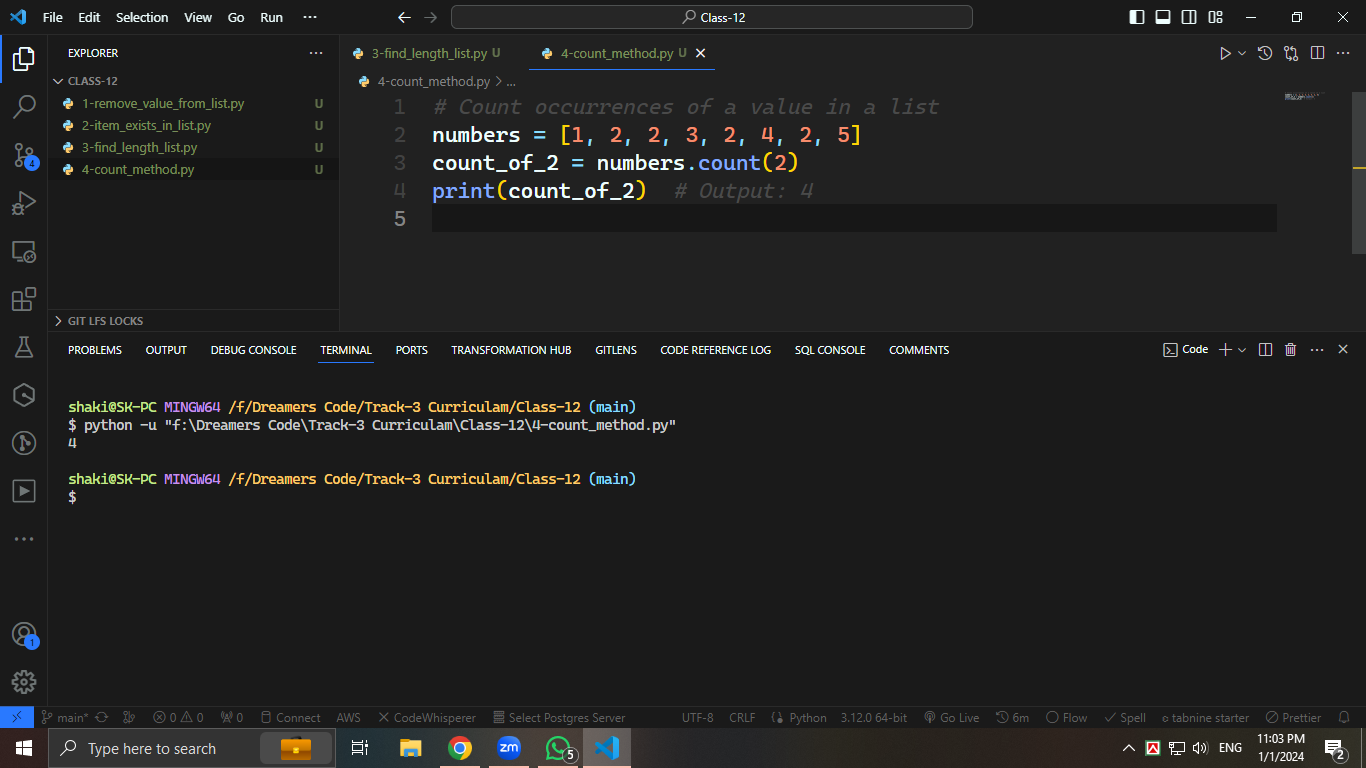 File Edit Selection View Go Run ···
Class-12
EXPLORER
CLASS-12
1-remove_value_from_list.py U
2-item_exists_in_list.py U
3-find_length_list.py U
4-count_method.py U
GIT LFS LOCKS
3-find_length_list.py U
4-count_method.py U
4-count_method.py > ...
1 # Count occurrences of a value in a list
2 numbers = [1, 2, 2, 3, 2, 4, 2, 5]
3 count_of_2 = numbers.count(2)
4 print(count_of_2)  # Output: 4
5
PROBLEMS OUTPUT DEBUG CONSOLE TERMINAL PORTS TRANSFORMATION HUB GITLENS CODE REFERENCE LOG SQL CONSOLE COMMENTS
Code
shaki@SK-PC MINGW64 /f/Dreamers Code/Track-3 Curriculam/Class-12 (main)
$ python -u "f:\Dreamers Code\Track-3 Curriculam\Class-12\4-count_method.py"
4
shaki@SK-PC MINGW64 /f/Dreamers Code/Track-3 Curriculam/Class-12 (main)
$
4
1
main* 0 0 0 Connect AWS CodeWhisperer Select Postgres Server UTF-8 CRLF Python 3.12.0 64-bit Go Live 6m Flow Spell tabnine starter Prettier
Type here to search
zm
5
ENG
11:03 PM
1/1/2024
2